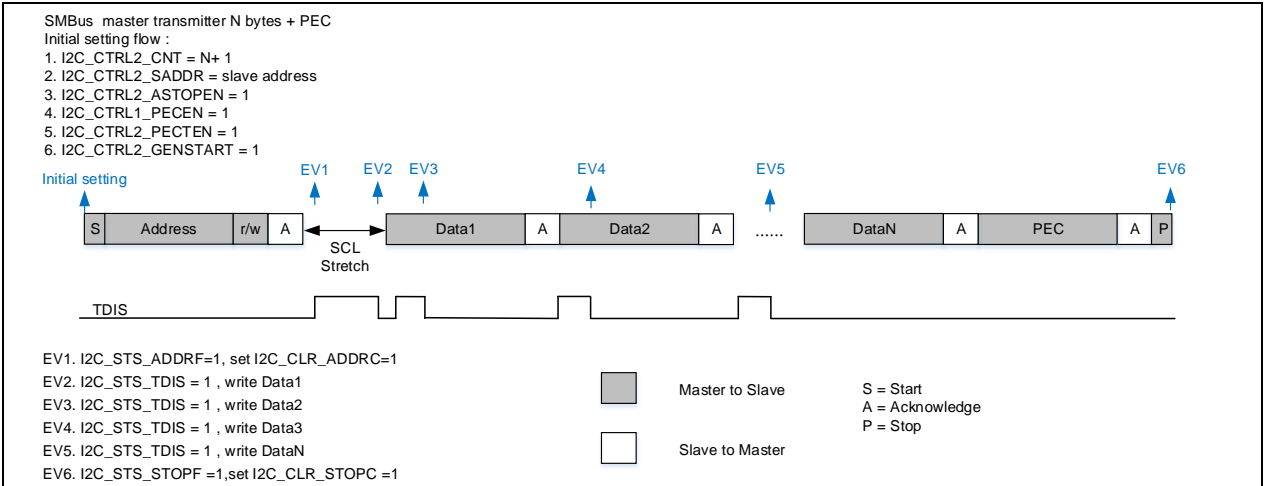 SMBus master transmitter N bytes + PEC
Initial setting flow :
1. I2C_CTRL2_CNT = N+ 1
2. I2C_CTRL2_SADDR = slave address
3. I2C_CTRL2_ASTOPEN = 1
4. I2C_CTRL1_PECEN = 1
5. I2C_CTRL2_PECTEN = 1
6. I2C_CTRL2_GENSTART = 1
Initial setting EV1 EV2 EV3 EV4 EV5 EV6
S Address r/w A Data1 A Data2 A ...... DataN A PEC A P
SCL
Stretch
TDIS
EV1. I2C_STS_ADDRF=1, set I2C_CLR_ADDRC=1
EV2. I2C_STS_TDIS = 1 , write Data1
EV3. I2C_STS_TDIS = 1 , write Data2
EV4. I2C_STS_TDIS = 1 , write Data3
EV5. I2C_STS_TDIS = 1 , write DataN
EV6. I2C_STS_STOPF =1,set I2C_CLR_STOPC =1
Master to Slave
Slave to Master
S = Start
A = Acknowledge
P = Stop